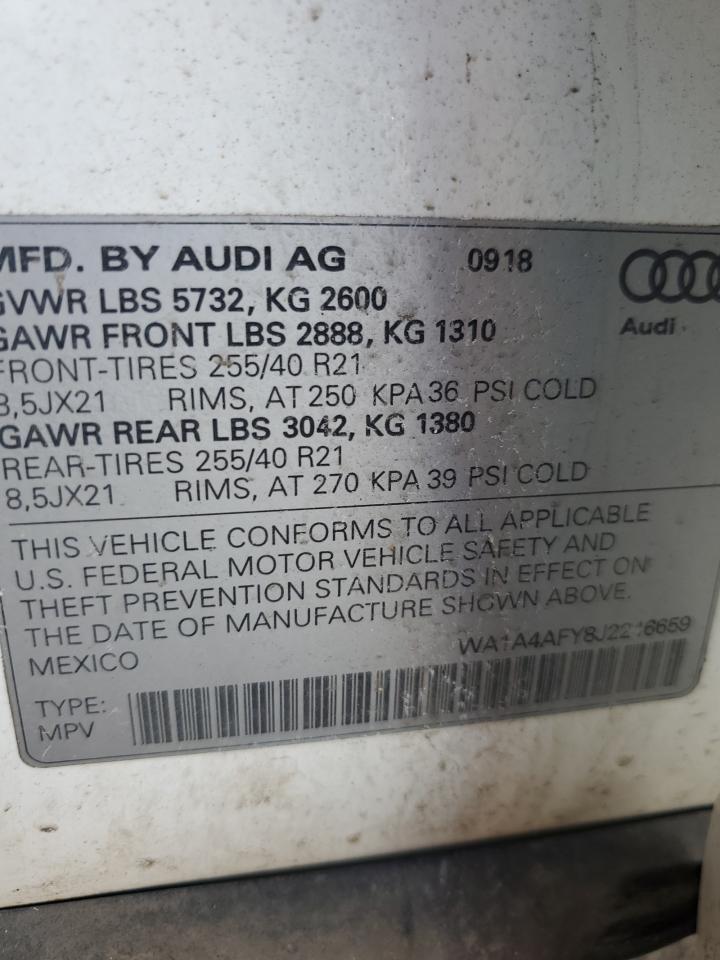 MFD. BY AUDI AG 0918
GVWR LBS 5732, KG 2600
GAWR FRONT LBS 2888, KG 1310
Audi
FRONT-TIRES 255/40 R21
8,5JX21 RIMS, AT 250 KPA 36 PSI COLD
GAWR REAR LBS 3042, KG 1380
REAR-TIRES 255/40 R21
8,5JX21 RIMS, AT 270 KPA 39 PSI COLD
THIS VEHICLE CONFORMS TO ALL APPLICABLE
U.S. FEDERAL MOTOR VEHICLE SAFETY AND
THEFT PREVENTION STANDARDS IN EFFECT ON
THE DATE OF MANUFACTURE SHOWN ABOVE.
MEXICO
TYPE:
MPV